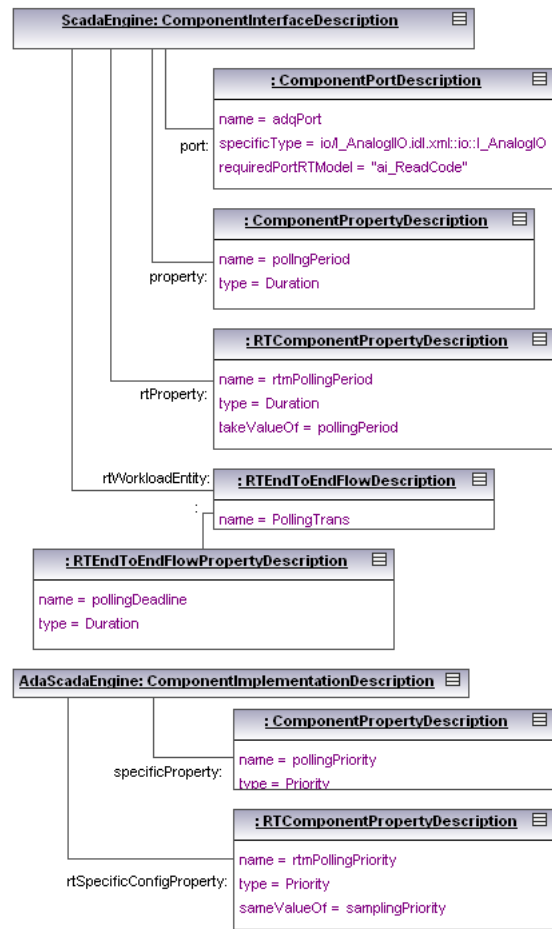 ScadaEngine: ComponentInterfaceDescription
: ComponentPortDescription
name = adqPort
specificType = io/I_AnalogIIO.idl.xml::io::I_AnalogIO
port:
requiredPortRTModel = "ai_ReadCode"
: ComponentPropertyDescription
name = pollngPeriod
property:
type = Duration
: RTComponentPropertyDescription
name = rtmPollingPeriod
rtProperty:
type = Duration
takeValueOf = pollingPeriod
rtWorkloadEntity:
: RTEndToEndFlowDescription
:
name = PollingTrans
: RTEndToEndFlowPropertyDescription
name = pollingDeadline
type = Duration
AdaScadaEngine: ComponentImplementationDescription
: ComponentPropertyDescription
name = pollingPriority
specificProperty:
type = Priority
: RTComponentPropertyDescription
name = rtmPollingPriority
rtSpecificConfigProperty:
type = Priority
sameValueOf = samplingPriority